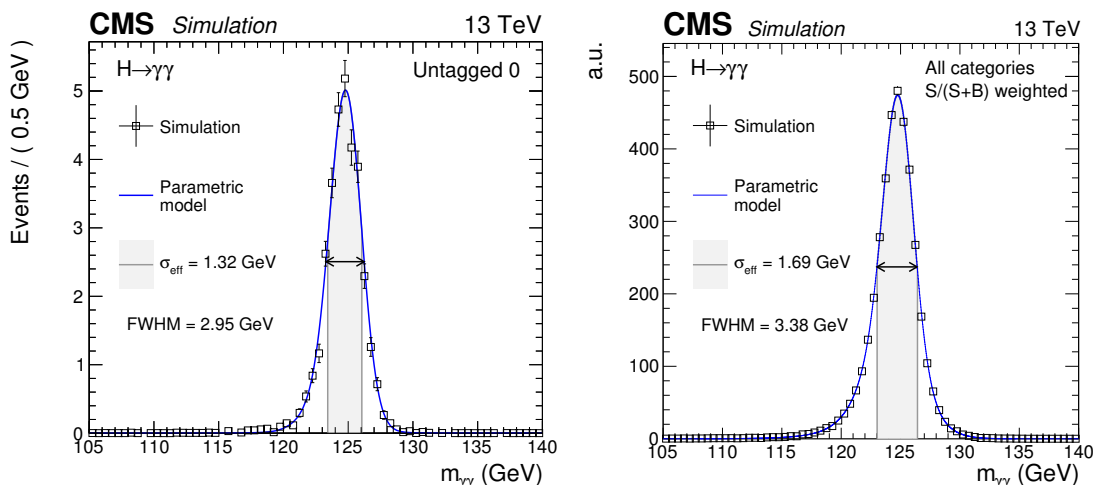 CMS Simulation 13 TeV
Events / ( 0.5 GeV )
H→γγ
Untagged 0
Simulation
Parametric
model
σeff = 1.32 GeV
FWHM = 2.95 GeV
0
1
2
3
4
5
105 110 115 120 125 130 135 140
mγγ (GeV)
CMS Simulation 13 TeV
a.u.
H→γγ
All categories
S/(S+B) weighted
Simulation
Parametric
model
σeff = 1.69 GeV
FWHM = 3.38 GeV
0
100
200
300
400
500
105 110 115 120 125 130 135 140
mγγ (GeV)